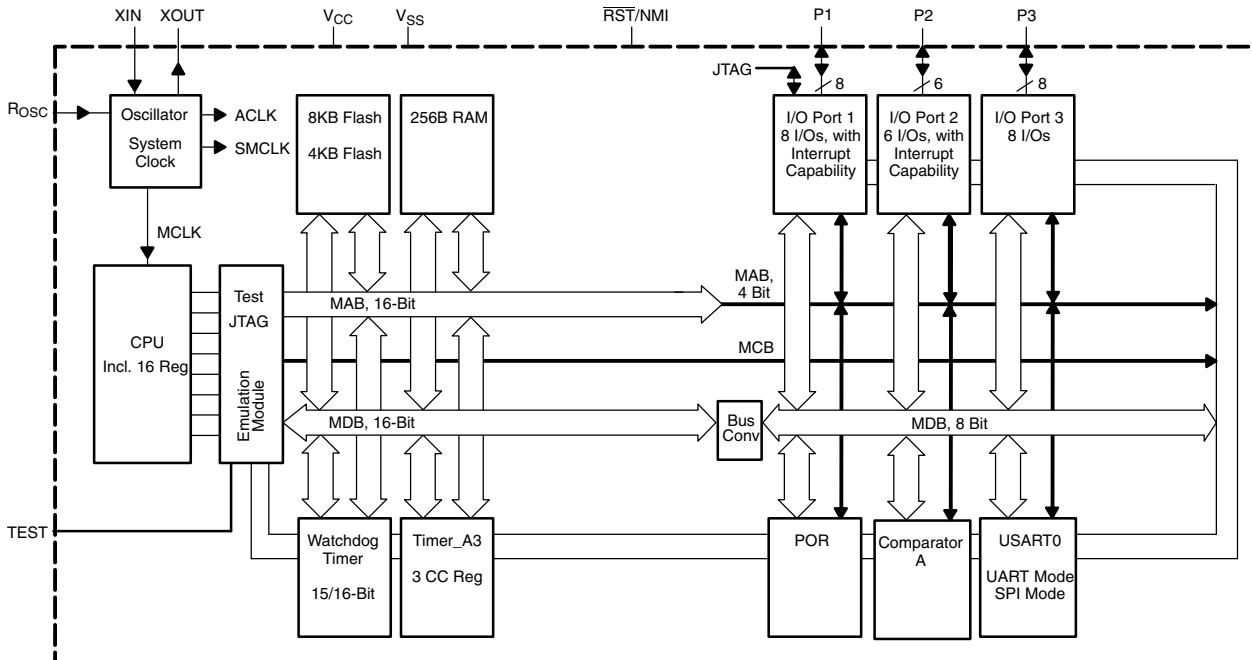 XIN
XOUT
VCC
VSS
RST/NMI
P1
P2
P3
JTAG
8
6
8
ROSC
Oscillator
System
Clock
ACLK
SMCLK
8KB Flash
4KB Flash
256B RAM
I/O Port 1
8 I/Os, with
Interrupt
Capability
I/O Port 2
6 I/Os, with
Interrupt
Capability
I/O Port 3
8 I/Os
MCLK
CPU
Incl. 16 Reg.
Test
JTAG
Emulation
Module
MAB, 16-Bit
MAB,
4 Bit
MCB
MDB, 16-Bit
Bus
Conv
MDB, 8 Bit
TEST
Watchdog
Timer
15/16-Bit
Timer_A3
3 CC Reg
POR
Comparator
A
USART0
UART Mode
SPI Mode